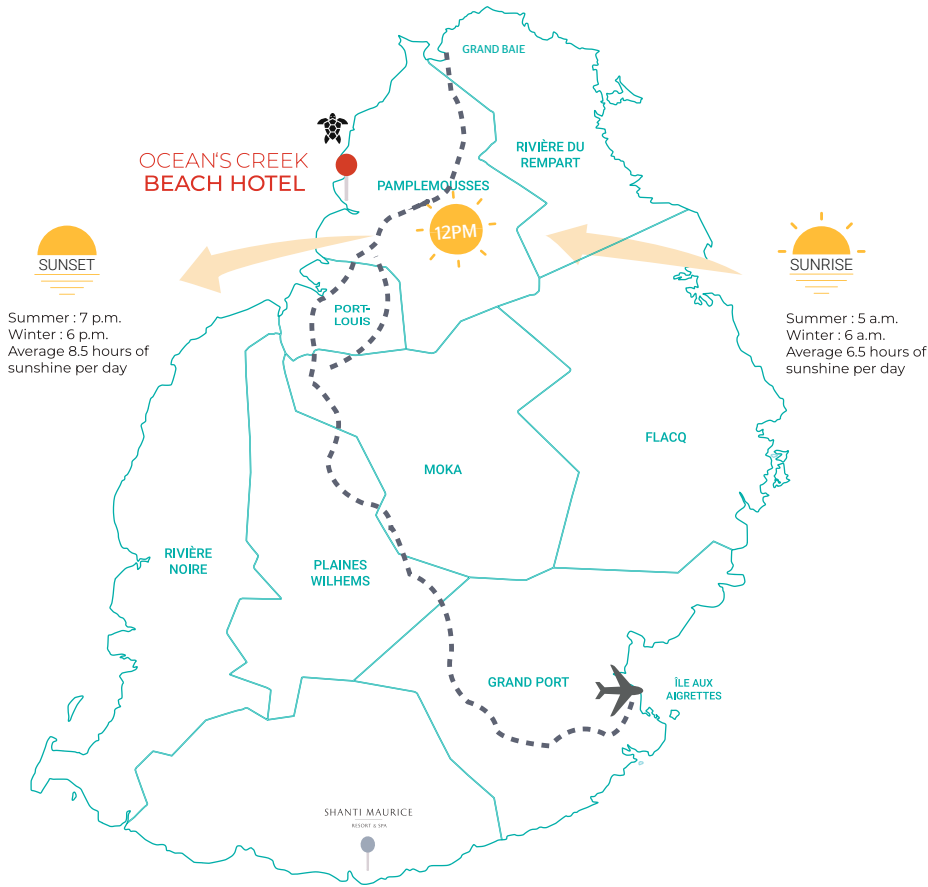 GRAND BAIE
OCEAN'S CREEK
BEACH HOTEL
RIVIÈRE DU
REMPART
PAMPLEMOUSSES
12PM
SUNSET
Summer : 7 p.m.
Winter : 6 p.m.
Average 8.5 hours of
sunshine per day
SUNRISE
Summer : 5 a.m.
Winter : 6 a.m.
Average 6.5 hours of
sunshine per day
PORT-
LOUIS
FLACQ
MOKA
RIVIÈRE
NOIRE
PLAINES
WILHEMS
GRAND PORT
ÎLE AUX
AIGRETTES
SHANTI MAURICE
RESORT & SPA